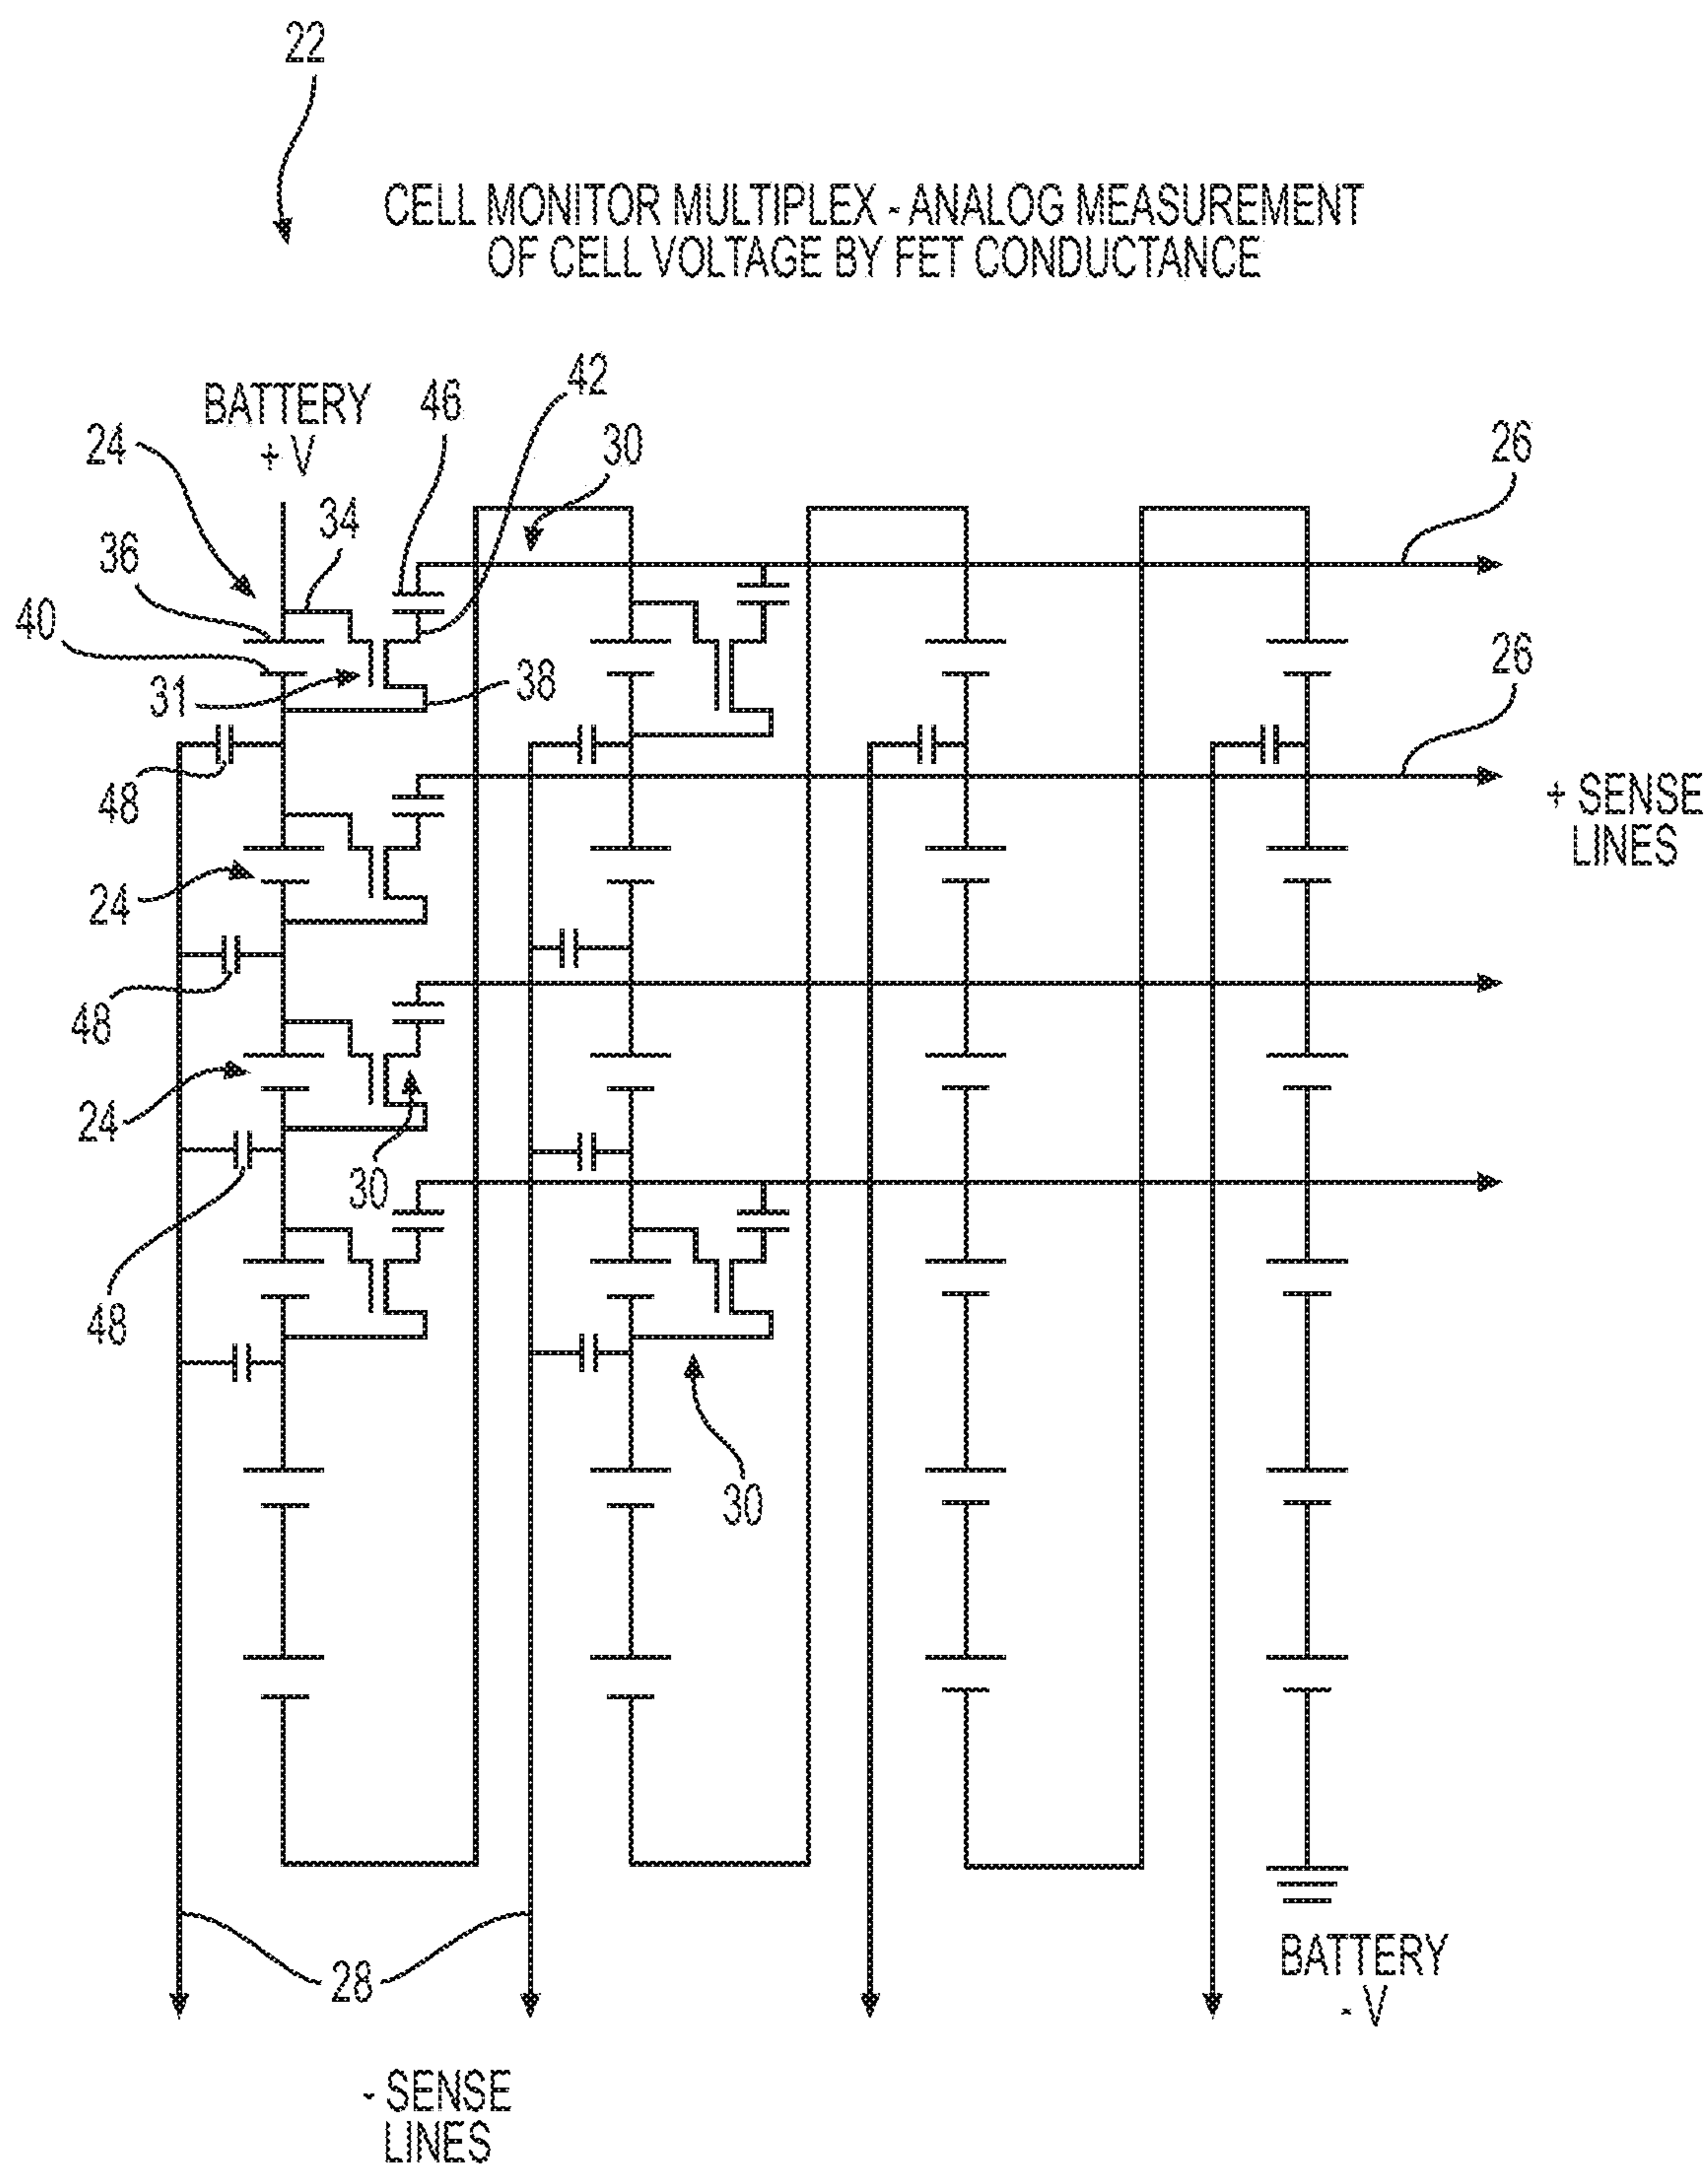 22
CELL MONITOR MULTIPLEX - ANALOG MEASUREMENT
OF CELL VOLTAGE BY FET CONDUCTANCE
BATTERY
+ V
24
46
42
30
26
34
36
40
31
38
26
48
+ SENSE
LINES
24
48
24
30
48
30
28
BATTERY
- V
- SENSE
LINES